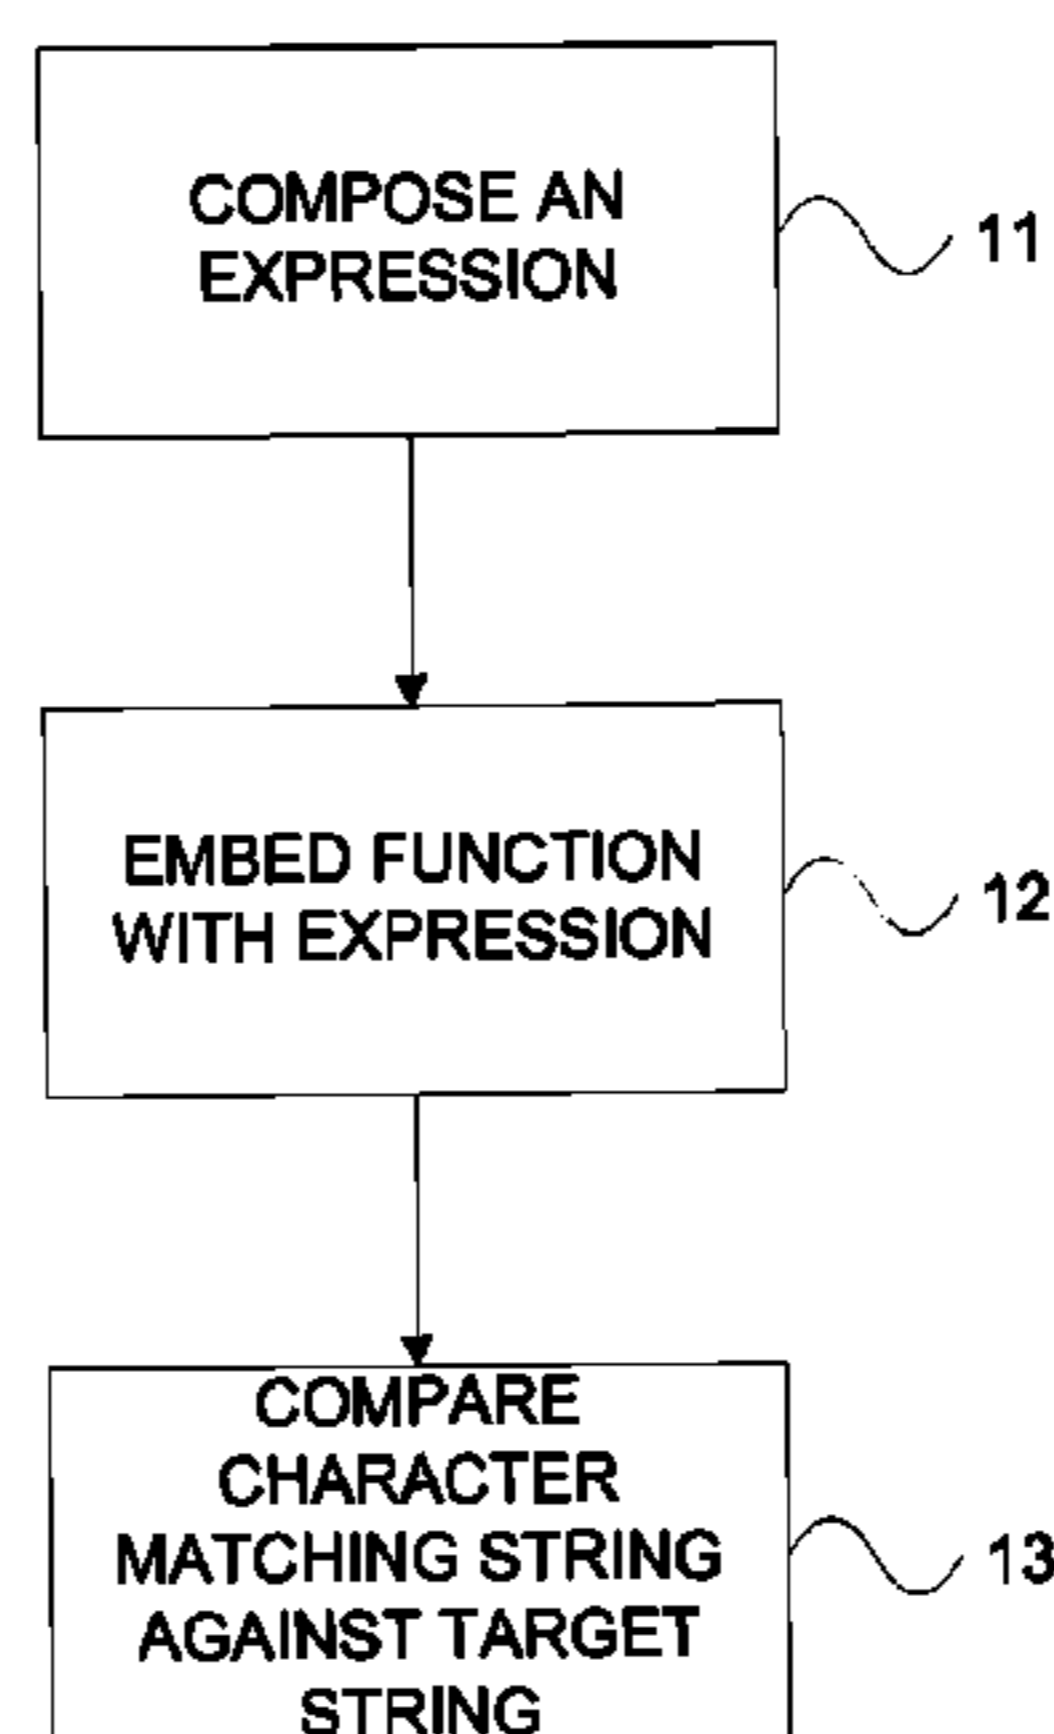 COMPOSE AN
EXPRESSION
11
EMBED FUNCTION
WITH EXPRESSION
12
COMPARE
CHARACTER
MATCHING STRING
AGAINST TARGET
STRING
13